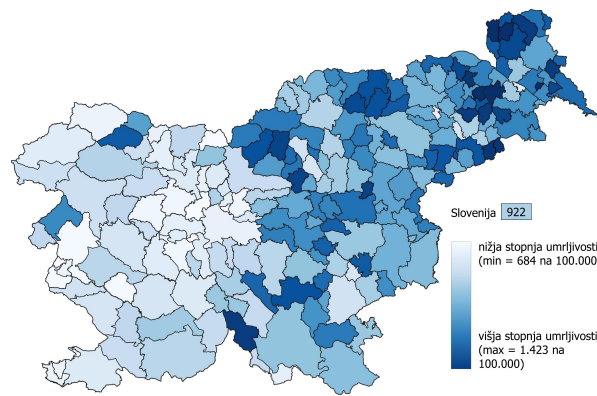 Slovenija 922
nižja stopnja umrljivosti
(min = 684 na 100.000
višja stopnja umrljivosti
(max = 1.423 na
100.000)